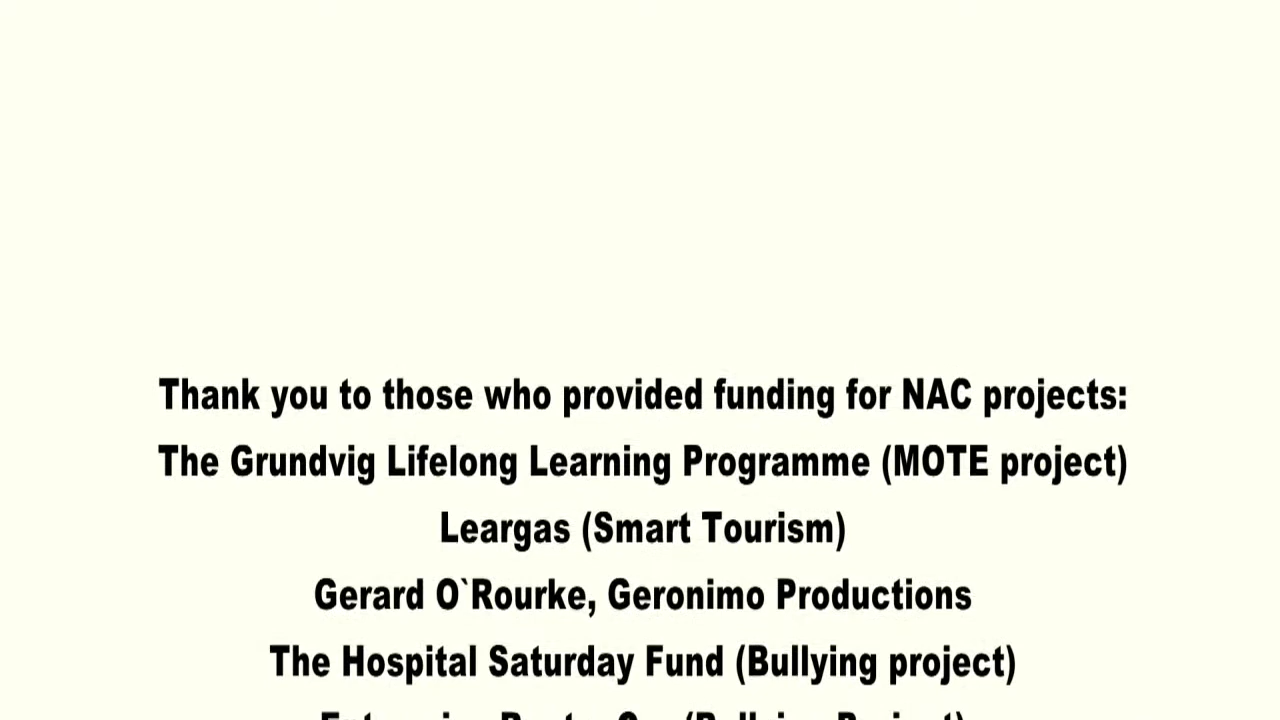 Thank you to those who provided funding for NAC projects:
The Grundvig Lifelong Learning Programme (MOTE project)
Leargas (Smart Tourism)
Gerard O`Rourke, Geronimo Productions
The Hospital Saturday Fund (Bullying project)